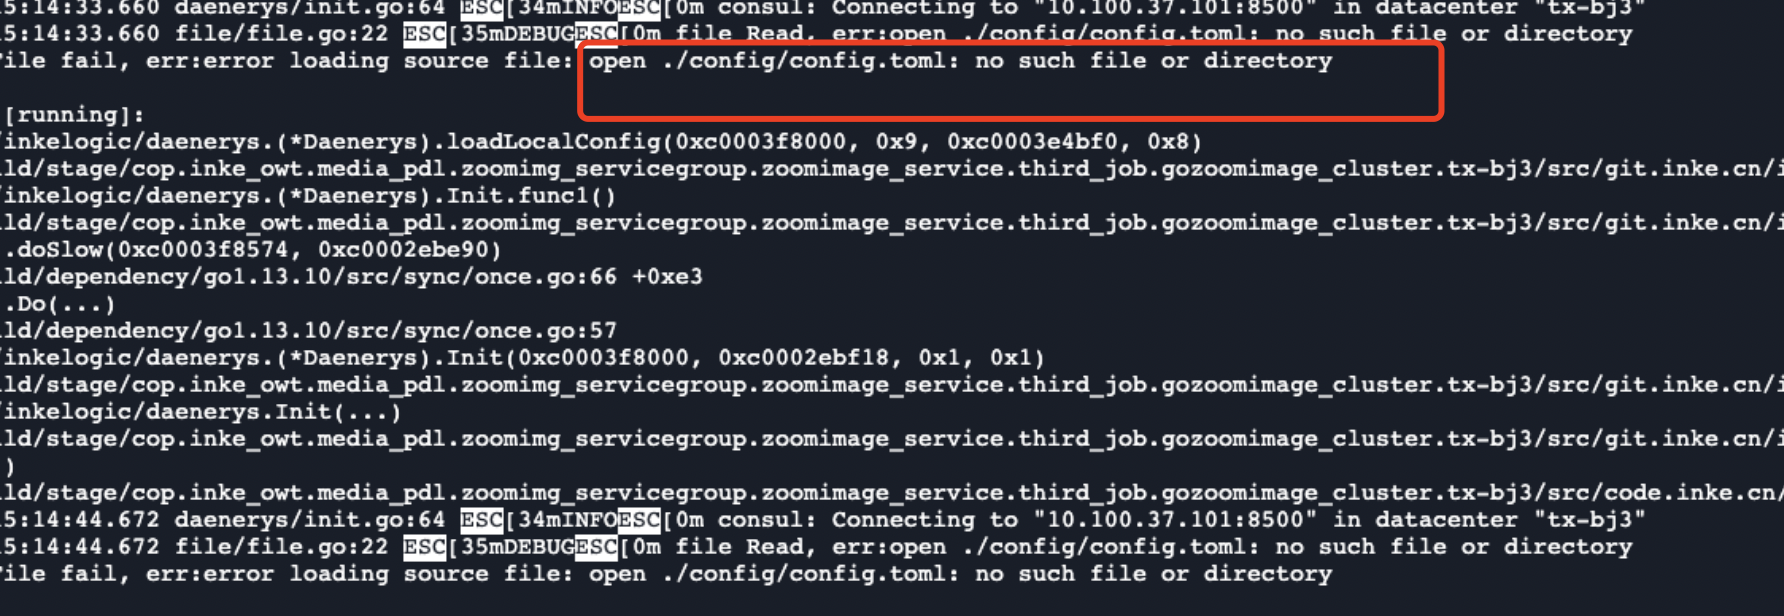 5:14:33.660 daenerys/init.go:64 ESC[34mINFOESC[0m consul: Connecting to "10.100.37.101:8500" in datacenter "tx-bj3"
5:14:33.660 file/file.go:22 ESC[35mDEBUGESC[0m file Read, err:open ./config/config.toml: no such file or directory
ile fail, err:error loading source file: open ./config/config.toml: no such file or directory
[running]:
/inkelogic/daenerys.(*Daenerys).loadLocalConfig(0xc0003f8000, 0x9, 0xc0003e4bf0, 0x8)
ld/stage/cop.inke_owt.media_pdl.zoomimg_servicegroup.zoomimage_service.third_job.gozoomimage_cluster.tx-bj3/src/git.inke.cn/i
/inkelogic/daenerys.(*Daenerys).Init.func1()
ld/stage/cop.inke_owt.media_pdl.zoomimg_servicegroup.zoomimage_service.third_job.gozoomimage_cluster.tx-bj3/src/git.inke.cn/i
.doSlow(0xc0003f8574, 0xc0002ebe90)
ld/dependency/go1.13.10/src/sync/once.go:66 +0xe3
.Do(...)
ld/dependency/go1.13.10/src/sync/once.go:57
/inkelogic/daenerys.(*Daenerys).Init(0xc0003f8000, 0xc0002ebf18, 0x1, 0x1)
ld/stage/cop.inke_owt.media_pdl.zoomimg_servicegroup.zoomimage_service.third_job.gozoomimage_cluster.tx-bj3/src/git.inke.cn/i
/inkelogic/daenerys.Init(...)
ld/stage/cop.inke_owt.media_pdl.zoomimg_servicegroup.zoomimage_service.third_job.gozoomimage_cluster.tx-bj3/src/git.inke.cn/i
)
ld/stage/cop.inke_owt.media_pdl.zoomimg_servicegroup.zoomimage_service.third_job.gozoomimage_cluster.tx-bj3/src/code.inke.cn/
5:14:44.672 daenerys/init.go:64 ESC[34mINFOESC[0m consul: Connecting to "10.100.37.101:8500" in datacenter "tx-bj3"
5:14:44.672 file/file.go:22 ESC[35mDEBUGESC[0m file Read, err:open ./config/config.toml: no such file or directory
ile fail, err:error loading source file: open ./config/config.toml: no such file or directory